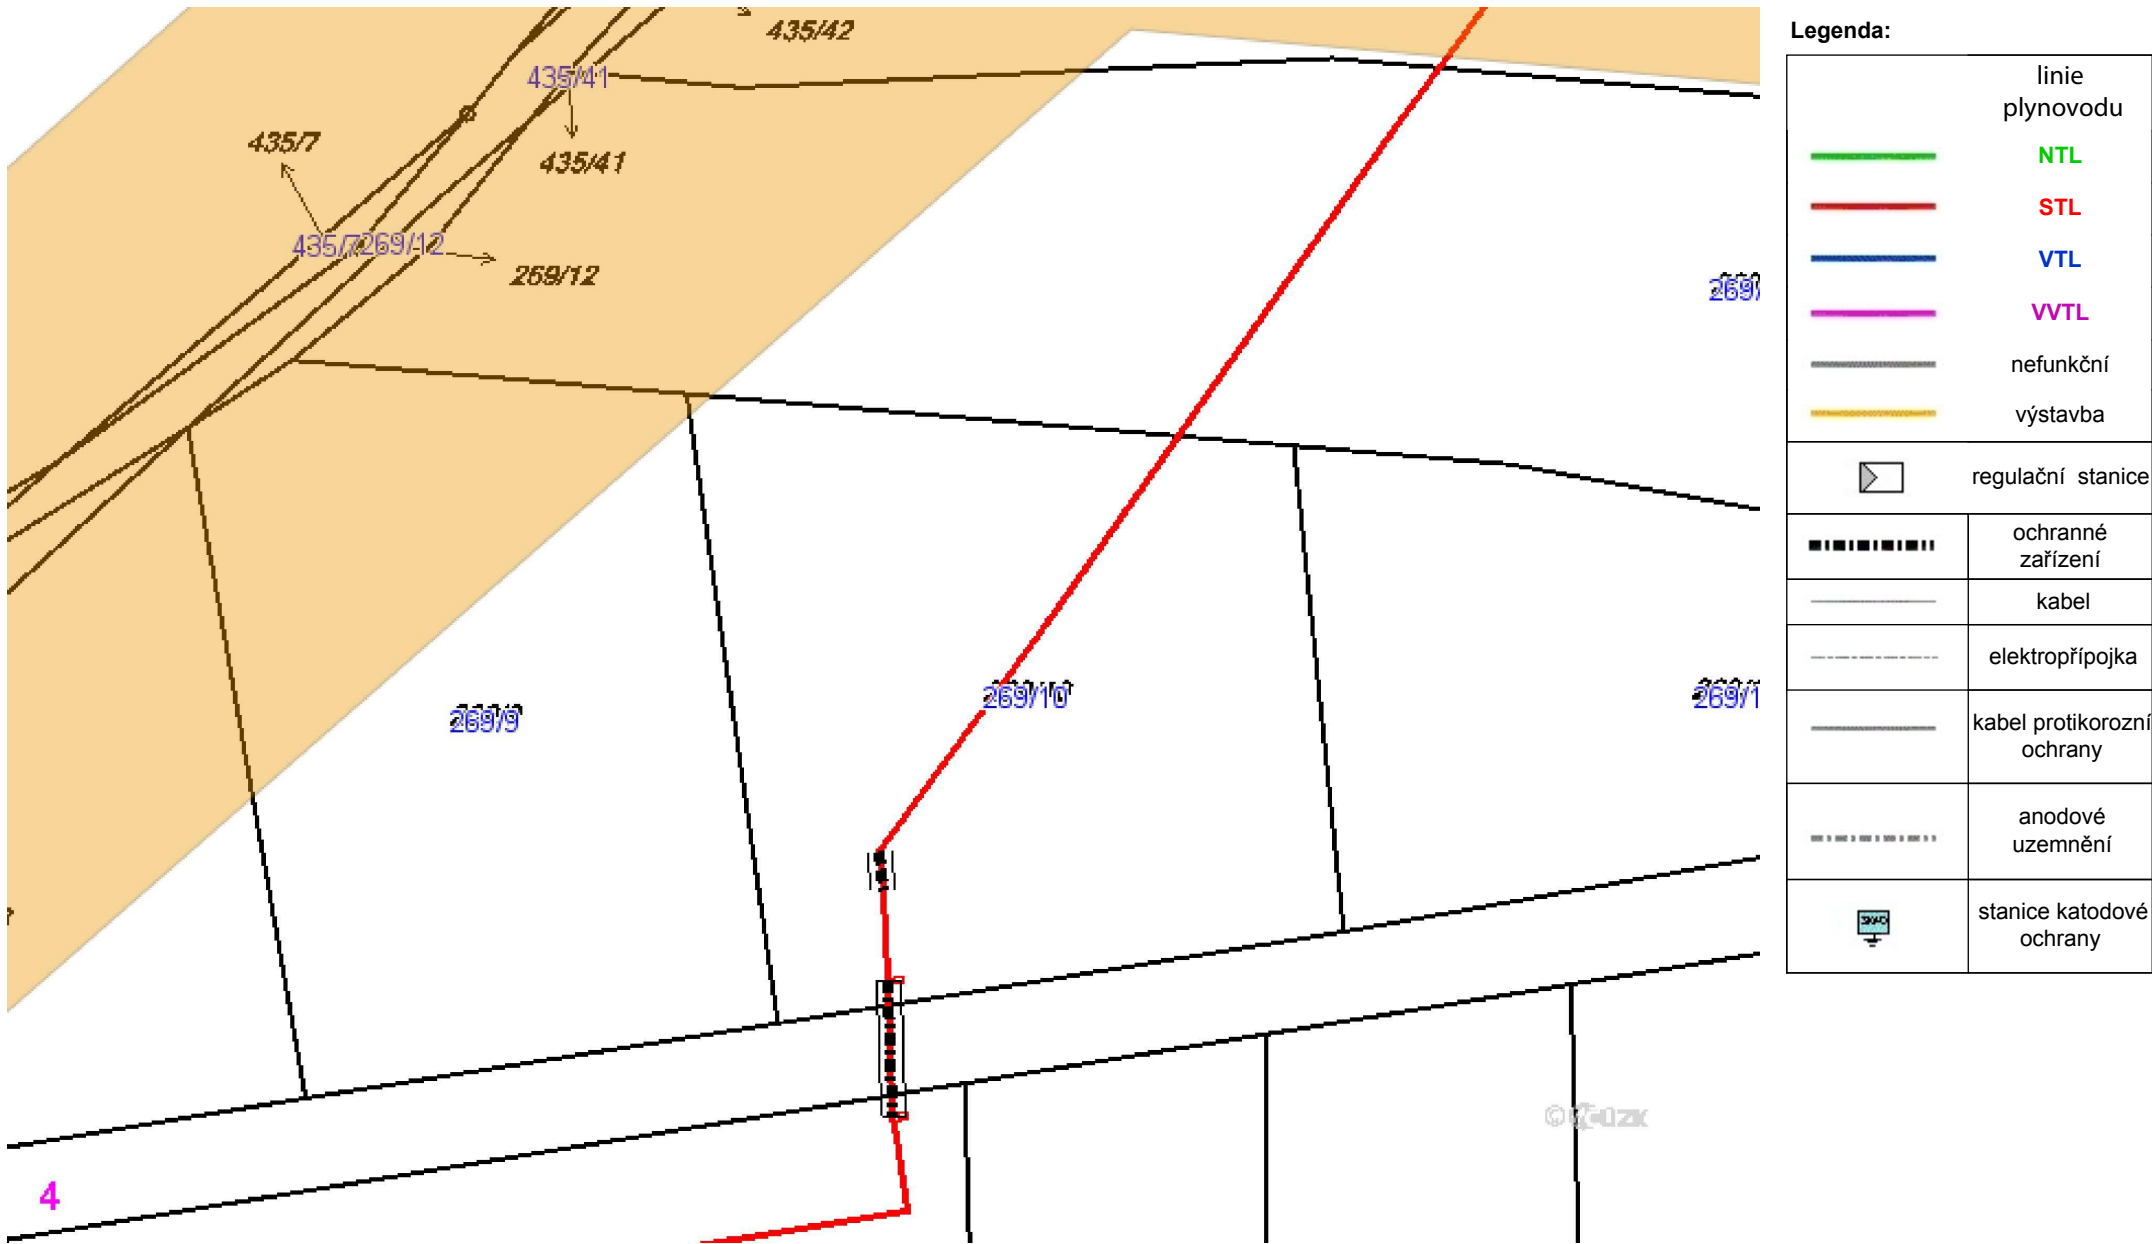 435/42
435/41
435/7
435/41
435/7
269/12
269/12
269/9
269/10
4
Legenda:
linie
plynovodu
NTL
STL
VTL
VVTL
nefunkční
výstavba
regulační stanice
ochranné
zařízení
kabel
elektropřípojka
kabel protikorozní
ochrany
anodové
uzemnění
stanice katodové
ochrany